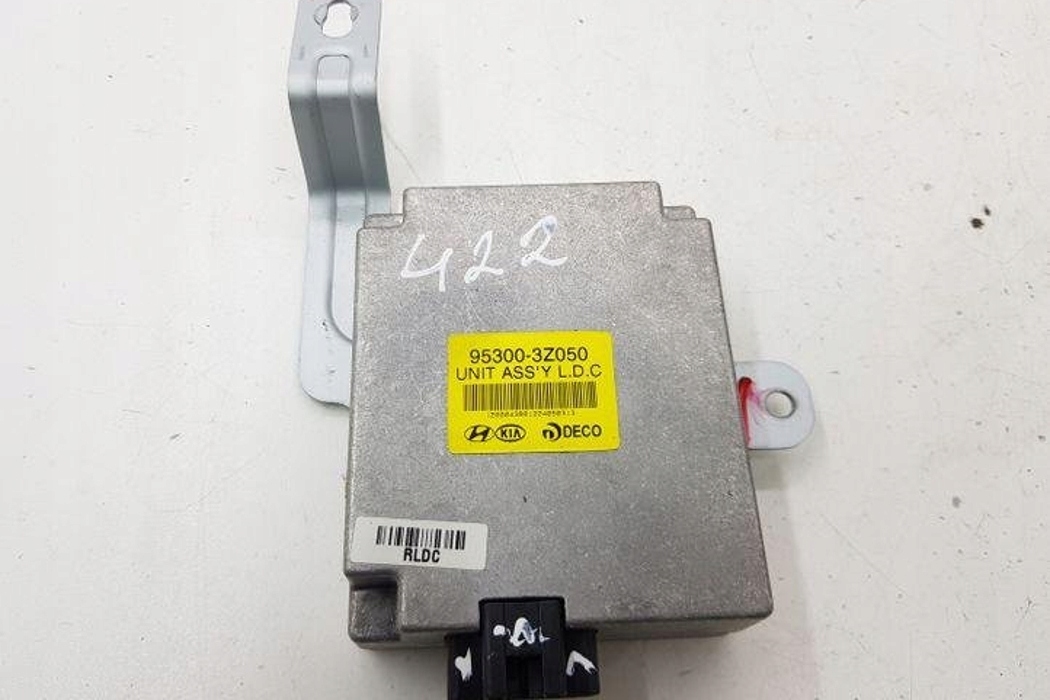 422
95300-3Z050
UNIT ASS'Y L.D.C
KIA DECO
RLDC